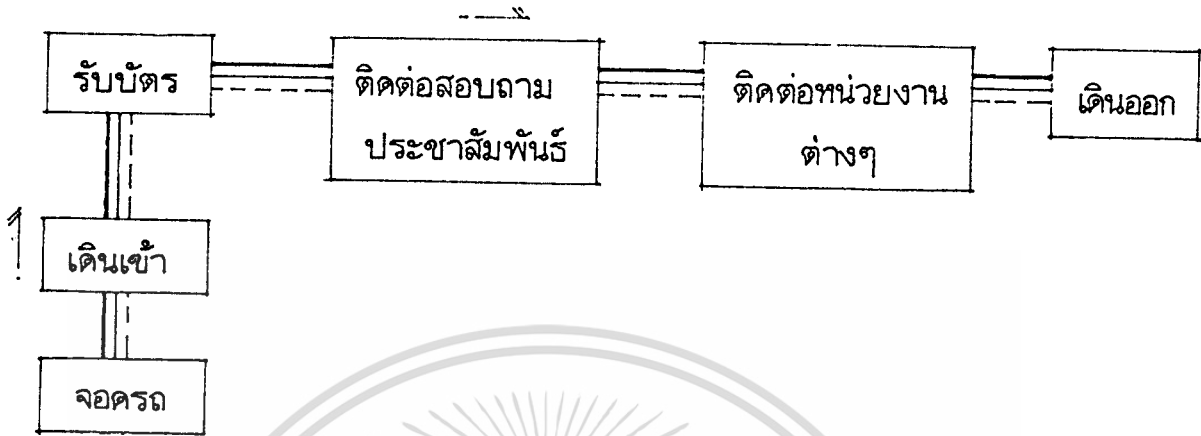 รับบัตร
ติดต่อสอบถาม
ประชาสัมพันธ์
ติดต่อหน่วยงาน
ต่างๆ
เดินออก
เดินเข้า
จอดรถ